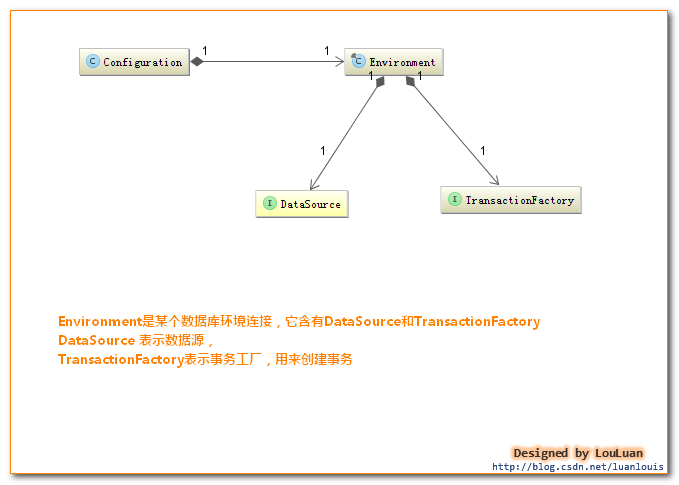 1
1
C Configuration
C Environment
1
1
1
1
I DataSource
I TransactionFactory
Environment是某个数据库环境连接，它含有DataSource和TransactionFactory
DataSource 表示数据源，
TransactionFactory表示事务工厂，用来创建事务
Designed by LouLuan
http://blog.csdn.net/luanlouis